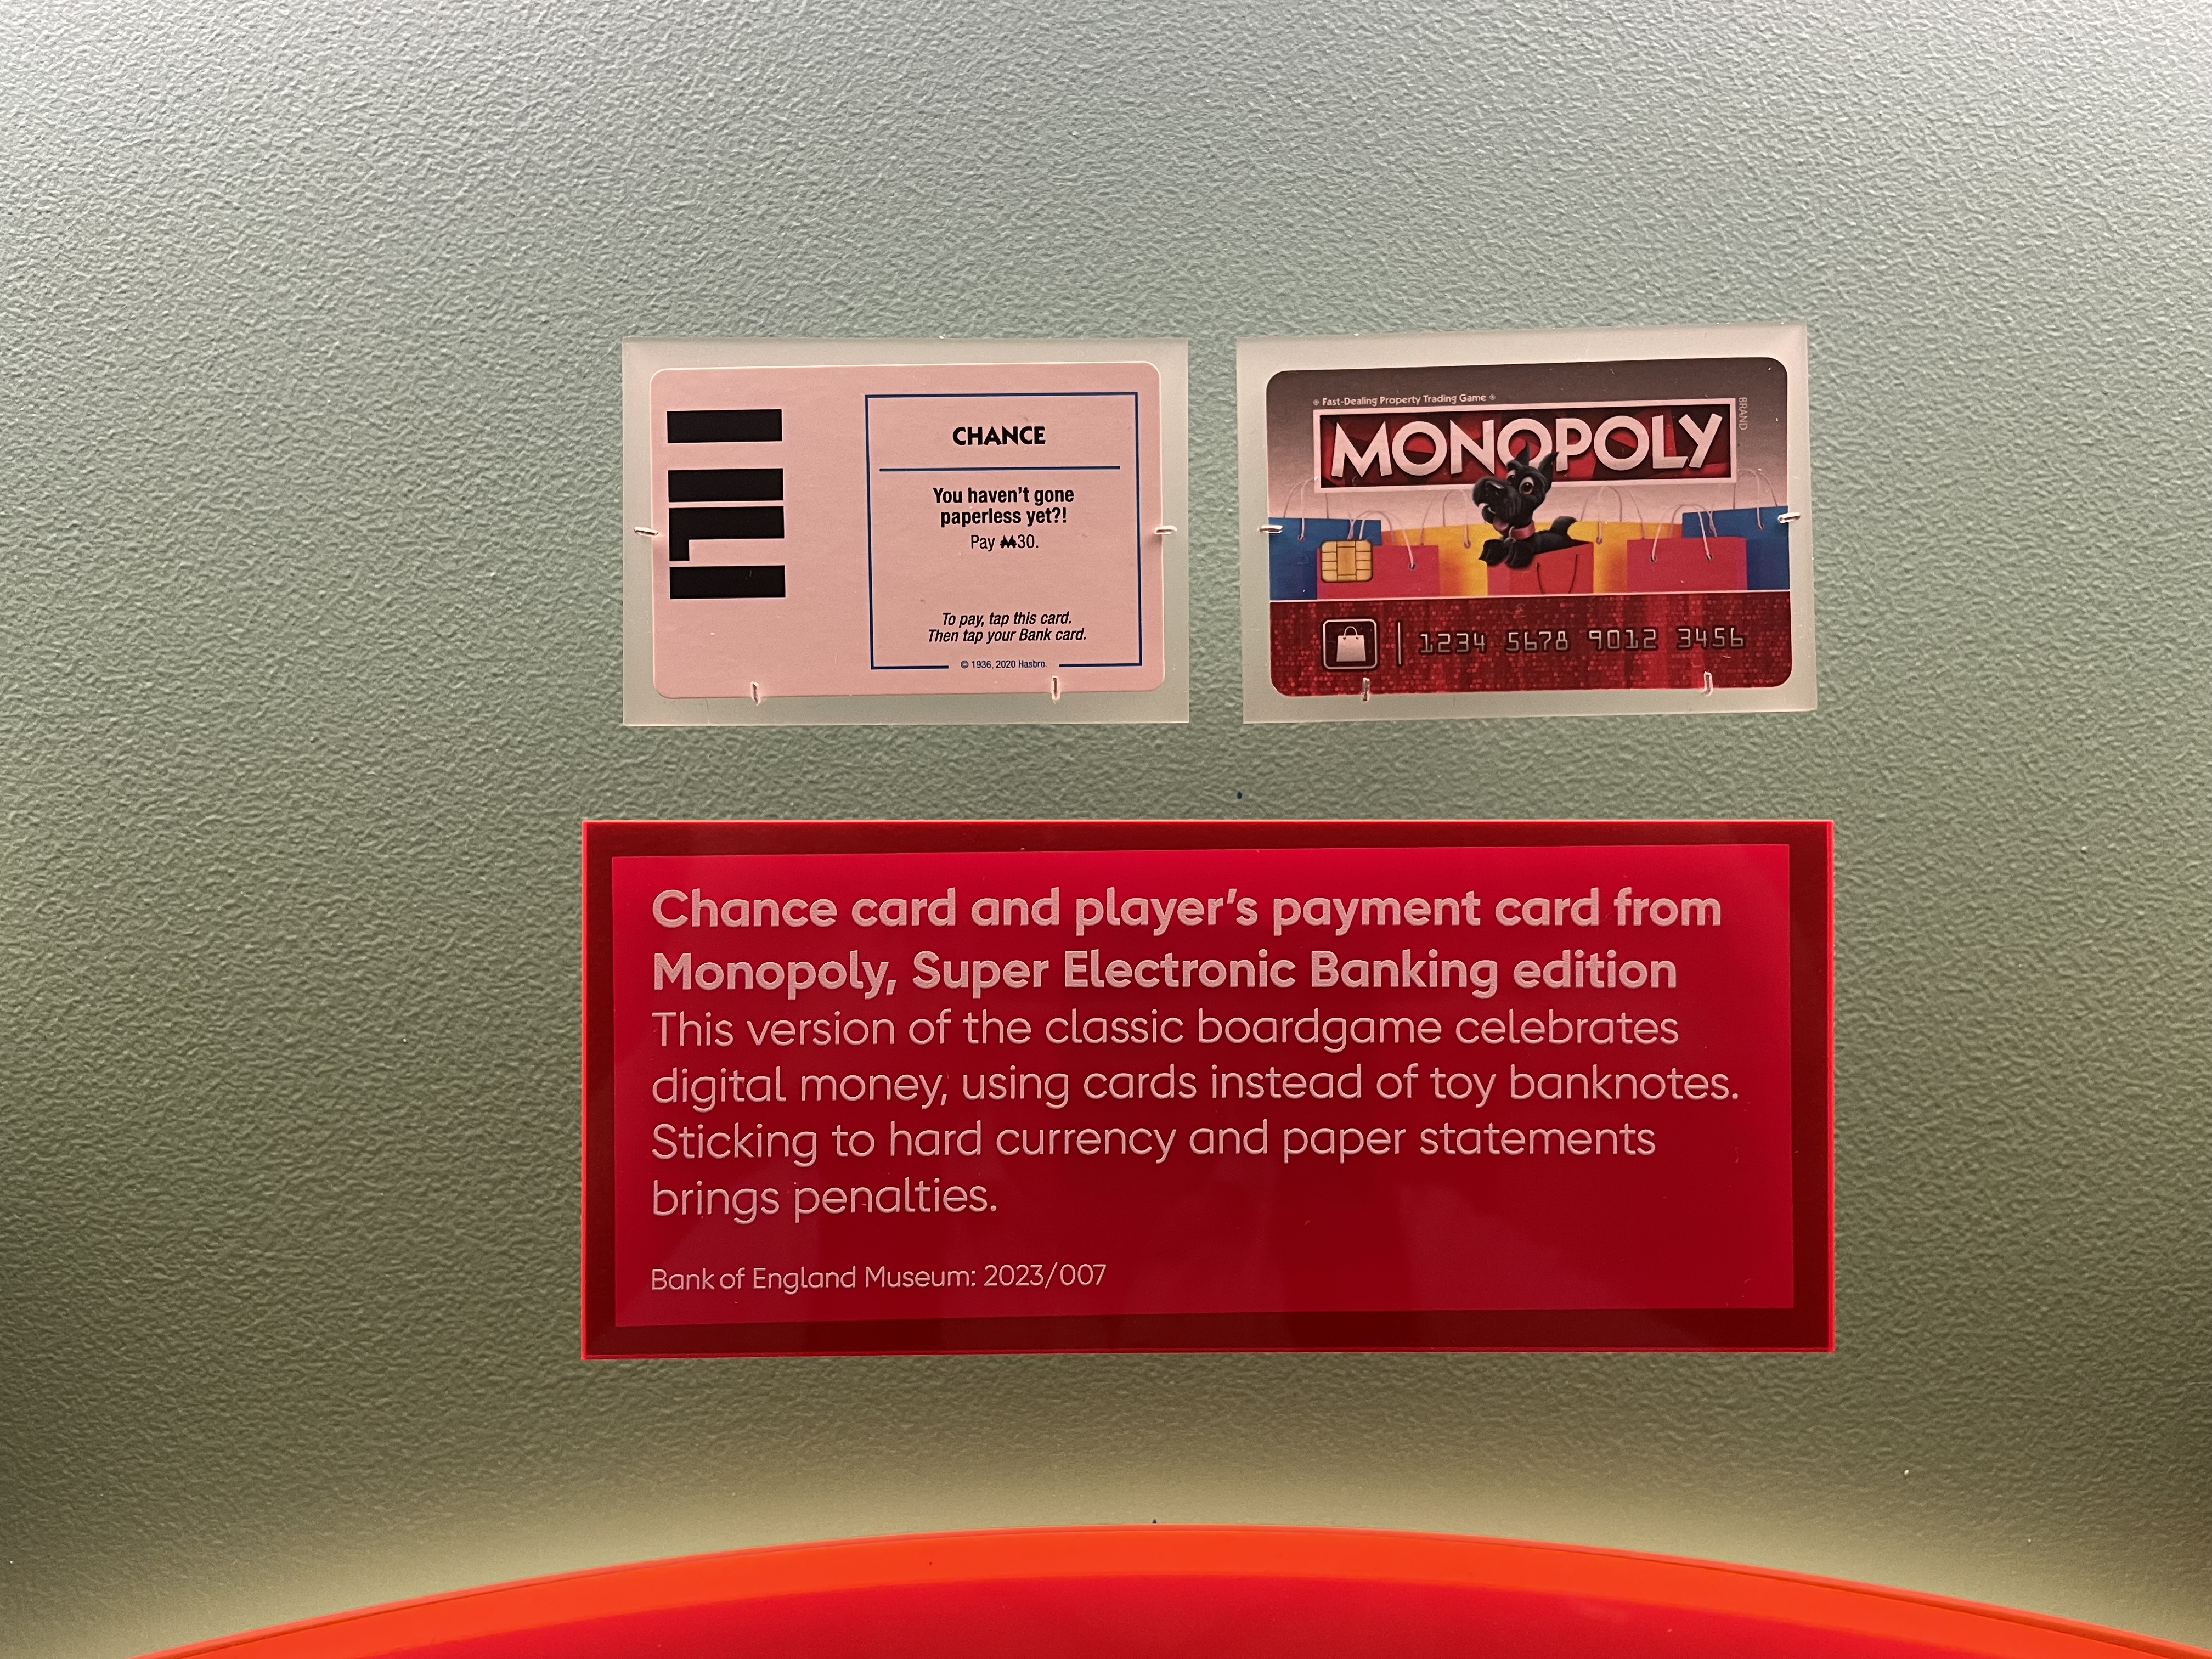 CHANCE
You haven't gone
paperless yet?!
Pay 30.
To pay, tap this card.
Then tap your Bank card.
© 1936, 2020 Hasbro.
Fast-Dealing Property Trading Game
MONOPOLY
BRAND
1234 5678 9012 3456
Chance card and player's payment card from
Monopoly, Super Electronic Banking edition
This version of the classic boardgame celebrates
digital money, using cards instead of toy banknotes.
Sticking to hard currency and paper statements
brings penalties.
Bank of England Museum: 2023/007